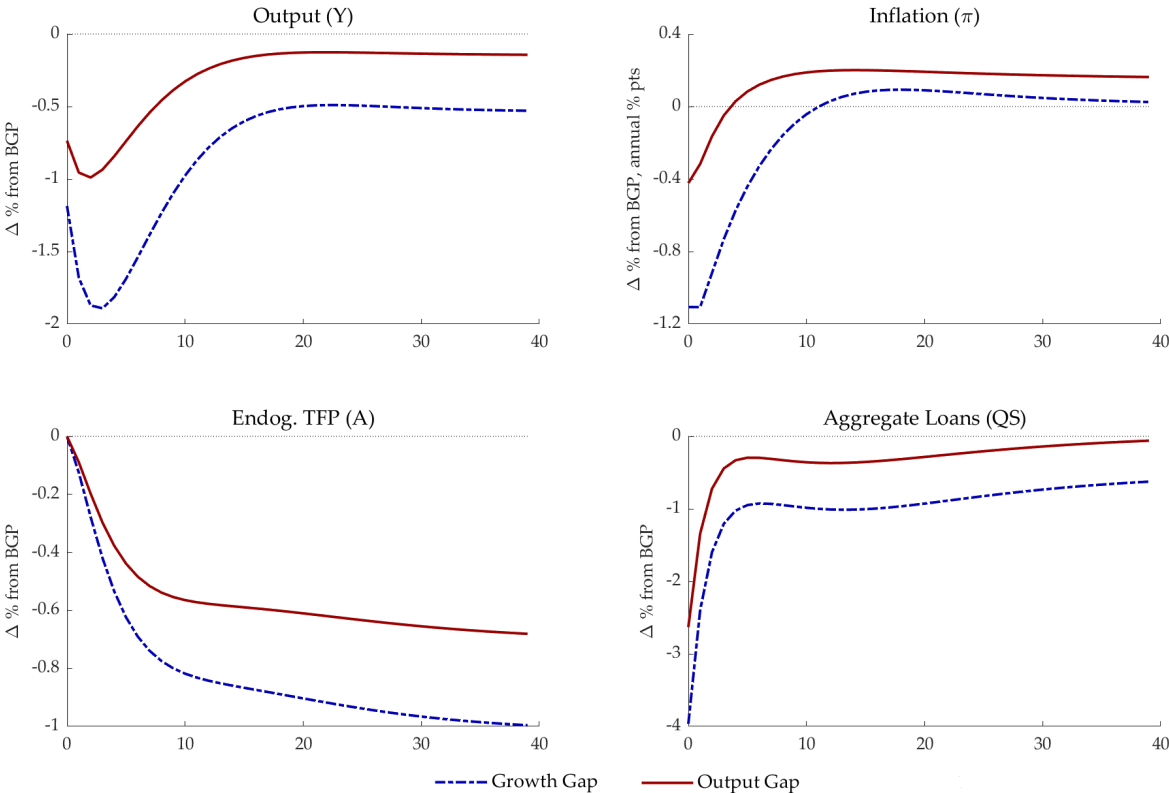 Output (Y)
Δ % from BGP
0
-0.5
-1
-1.5
-2
0 10 20 30 40
Inflation (π)
Δ % from BGP, annual % pts
0.4
0
-0.4
-0.8
-1.2
0 10 20 30 40
Endog. TFP (A)
Δ % from BGP
0
-0.2
-0.4
-0.6
-0.8
-1
0 10 20 30 40
Aggregate Loans (QS)
Δ % from BGP
0
-1
-2
-3
-4
0 10 20 30 40
Growth Gap Output Gap